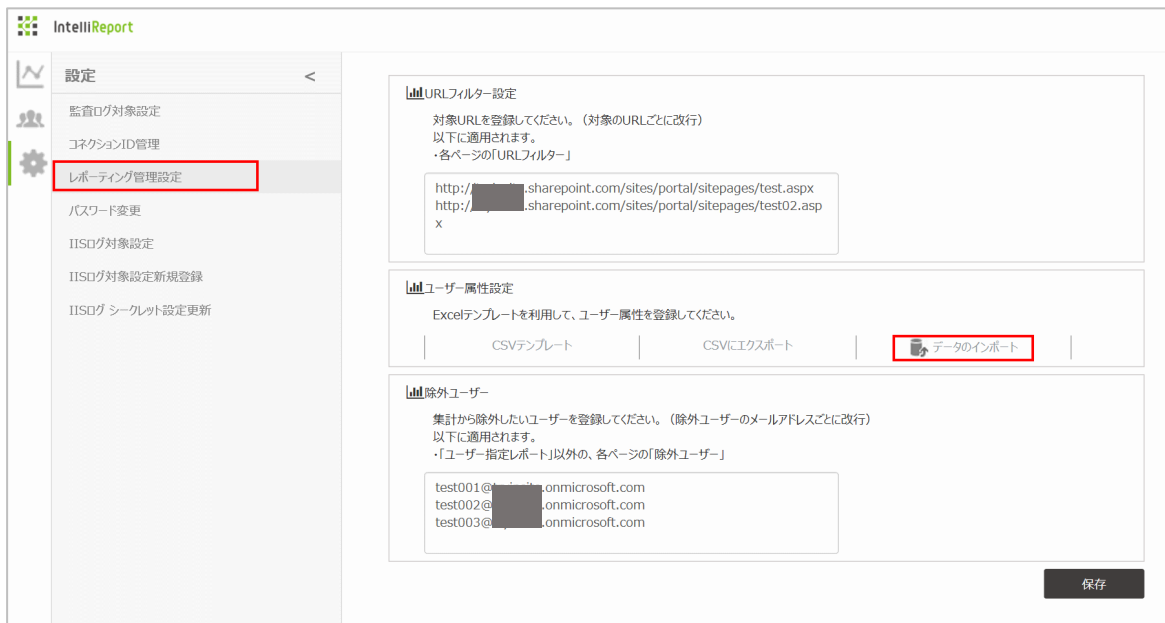 IntelliReport
設定
<
監査ログ対象設定
コネクションID管理
レポーティング管理設定
パスワード変更
IISログ対象設定
IISログ対象設定新規登録
IISログ シークレット設定更新
URLフィルター設定
対象URLを登録してください。（対象のURLごとに改行）
以下に適用されます。
・各ページの「URLフィルター」
http:/ .sharepoint.com/sites/portal/sitepages/test.aspx
http:/ .sharepoint.com/sites/portal/sitepages/test02.asp
x
ユーザー属性設定
Excelテンプレートを利用して、ユーザー属性を登録してください。
CSVテンプレート CSVにエクスポート データのインポート
除外ユーザー
集計から除外したいユーザーを登録してください。（除外ユーザーのメールアドレスごとに改行）
以下に適用されます。
・「ユーザー指定レポート」以外の、各ページの「除外ユーザー」
test001@ .onmicrosoft.com
test002@ .onmicrosoft.com
test003@ .onmicrosoft.com
保存